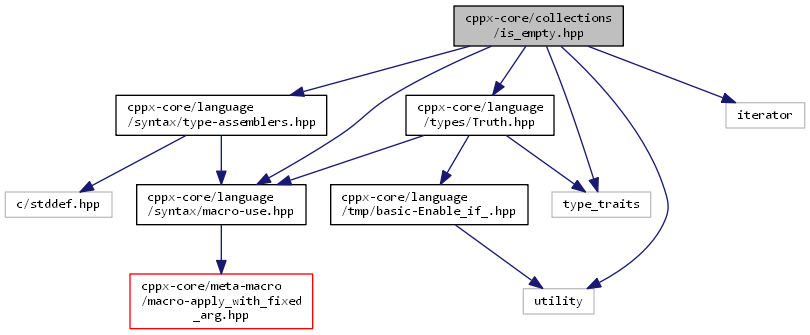 cppx-core/collections
/is_empty.hpp
cppx-core/language
/syntax/type-assemblers.hpp
cppx-core/language
/types/Truth.hpp
iterator
c/stddef.hpp
cppx-core/language
/syntax/macro-use.hpp
cppx-core/language
/tmp/basic-Enable_if_.hpp
type_traits
cppx-core/meta-macro
/macro-apply_with_fixed
_arg.hpp
utility